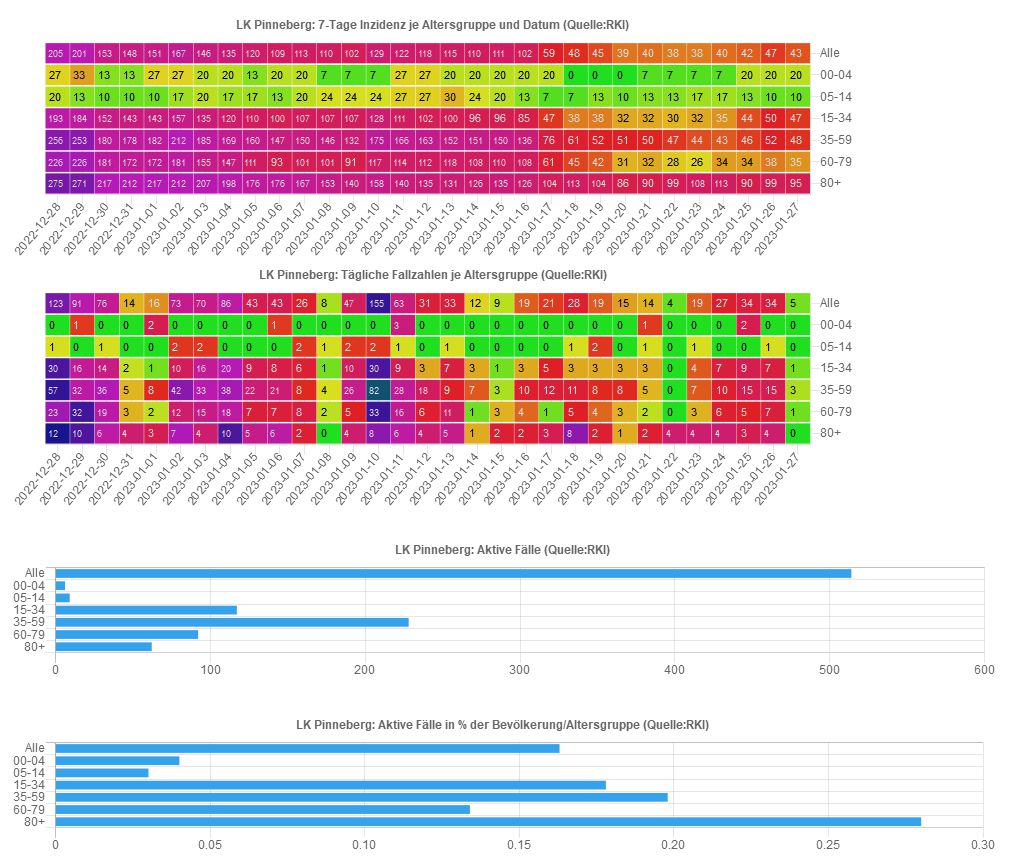 LK Pinneberg: 7-Tage Inzidenz je Altersgruppe und Datum (Quelle:RKI)
205 201 153 148 151 167 146 135 120 109 113 110 102 129 122 118 115 110 111 102 59 48 45 39 40 38 38 40 42 47 43 Alle
27 33 13 13 27 27 20 20 13 20 20 7 7 7 27 27 20 20 20 20 20 0 0 0 7 7 7 7 20 20 20 00-04
20 13 10 10 10 17 20 17 17 13 20 24 24 24 27 27 30 24 20 13 7 7 13 10 13 13 17 17 13 10 10 05-14
193 184 152 143 143 157 135 120 110 100 107 107 107 128 111 102 100 96 96 85 47 38 38 32 32 30 32 35 44 50 47 15-34
256 253 180 178 182 212 185 169 160 147 150 146 130 175 166 163 152 151 150 136 76 61 52 51 50 47 44 43 46 52 48 35-59
226 226 181 172 172 181 155 147 111 93 101 101 91 117 114 112 118 108 110 108 61 45 42 31 32 28 26 34 34 38 35 60-79
279 271 217 212 217 212 207 198 176 176 167 153 140 158 140 135 131 126 135 126 104 113 104 86 90 99 108 113 90 99 95 80+
2022-12-28 2022-12-29 2022-12-30 2022-12-31 2023-01-01 2023-01-02 2023-01-03 2023-01-04 2023-01-05 2023-01-06 2023-01-07 2023-01-08 2023-01-09 2023-01-10 2023-01-11 2023-01-12 2023-01-13 2023-01-14 2023-01-15 2023-01-16 2023-01-17 2023-01-18 2023-01-19 2023-01-20 2023-01-21 2023-01-22 2023-01-23 2023-01-24 2023-01-25 2023-01-26 2023-01-27
LK Pinneberg: Tägliche Fallzahlen je Altersgruppe (Quelle:RKI)
123 91 76 14 16 73 70 86 43 43 26 8 47 155 63 31 33 12 9 19 21 28 19 15 14 4 19 27 34 34 5 Alle
0 1 0 0 2 0 0 0 0 1 0 0 0 0 3 0 0 0 0 0 0 0 0 0 1 0 0 0 2 0 0 00-04
1 0 1 0 0 2 2 0 0 0 2 1 2 2 1 0 1 0 0 0 0 1 2 0 1 0 1 0 0 1 0 05-14
30 16 14 2 1 10 16 20 9 8 6 1 10 30 9 3 7 3 1 3 5 3 3 3 3 0 4 7 9 7 1 15-34
57 32 36 5 8 42 33 38 22 21 8 4 26 82 28 18 9 7 3 10 12 11 8 8 5 0 7 10 15 15 3 35-59
23 32 19 3 2 12 15 18 7 7 8 2 5 33 16 6 11 1 3 4 1 5 4 3 2 0 3 6 5 7 1 60-79
12 10 6 4 3 7 4 10 5 6 2 0 4 8 6 4 5 1 2 2 3 8 2 1 2 4 4 4 3 4 0 80+
2022-12-28 2022-12-29 2022-12-30 2022-12-31 2023-01-01 2023-01-02 2023-01-03 2023-01-04 2023-01-05 2023-01-06 2023-01-07 2023-01-08 2023-01-09 2023-01-10 2023-01-11 2023-01-12 2023-01-13 2023-01-14 2023-01-15 2023-01-16 2023-01-17 2023-01-18 2023-01-19 2023-01-20 2023-01-21 2023-01-22 2023-01-23 2023-01-24 2023-01-25 2023-01-26 2023-01-27
LK Pinneberg: Aktive Fälle (Quelle:RKI)
Alle
00-04
05-14
15-34
35-59
60-79
80+
0 100 200 300 400 500 600
LK Pinneberg: Aktive Fälle in % der Bevölkerung/Altersgruppe (Quelle:RKI)
Alle
00-04
05-14
15-34
35-59
60-79
80+
0 0.05 0.10 0.15 0.20 0.25 0.30